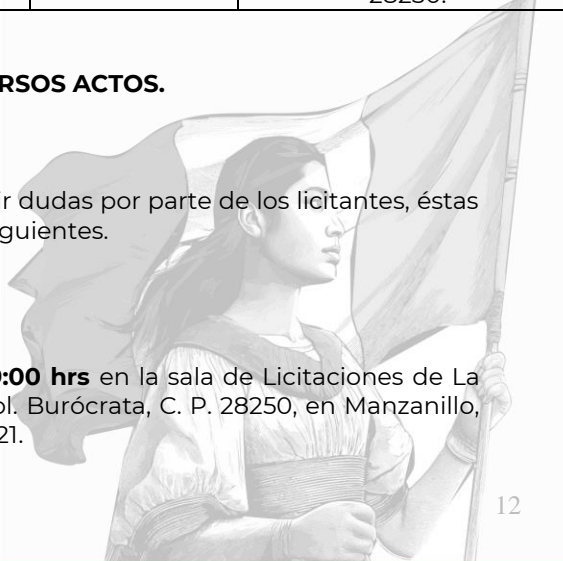 28250.
RSOS ACTOS.
ir dudas por parte de los licitantes, éstas
guientes.
:00 hrs en la sala de Licitaciones de La
ol. Burócrata, C. P. 28250, en Manzanillo,
21.
12